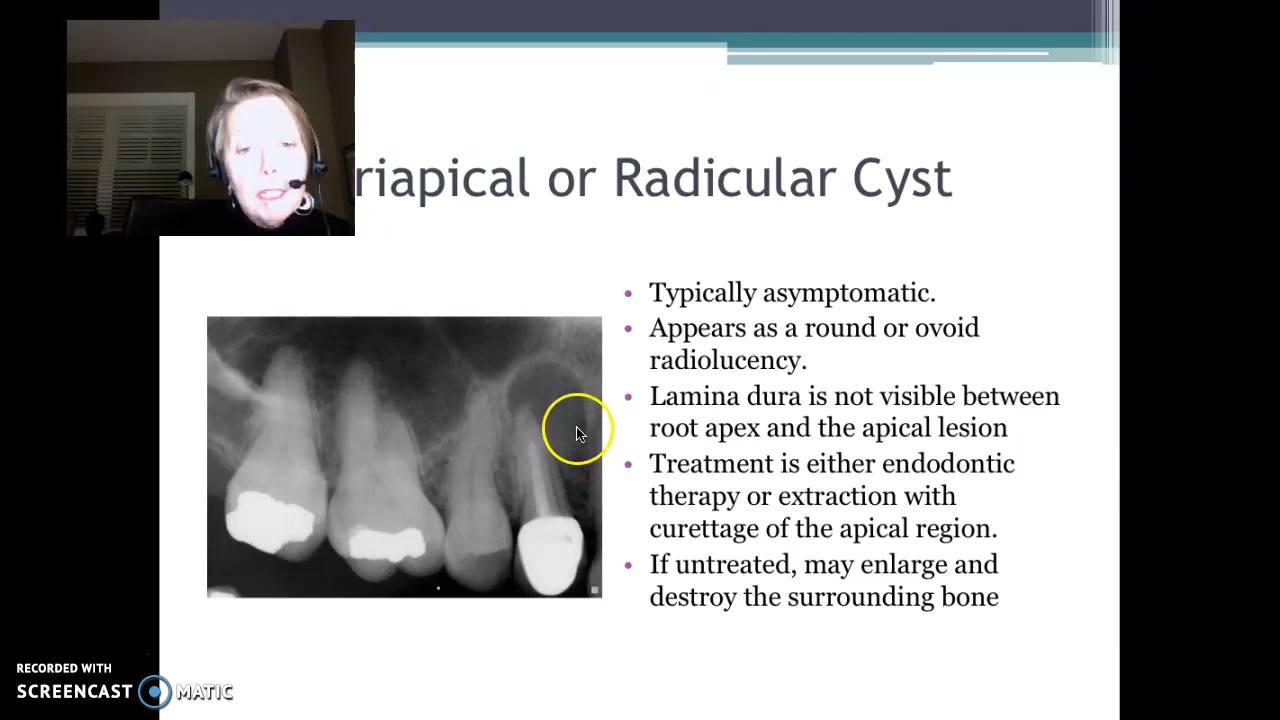 riapical or Radicular Cyst
• Typically asymptomatic.
• Appears as a round or ovoid
radiolucency.
• Lamina dura is not visible between
root apex and the apical lesion
• Treatment is either endodontic
therapy or extraction with
curettage of the apical region.
• If untreated, may enlarge and
destroy the surrounding bone
RECORDED WITH
SCREENCAST MATIC